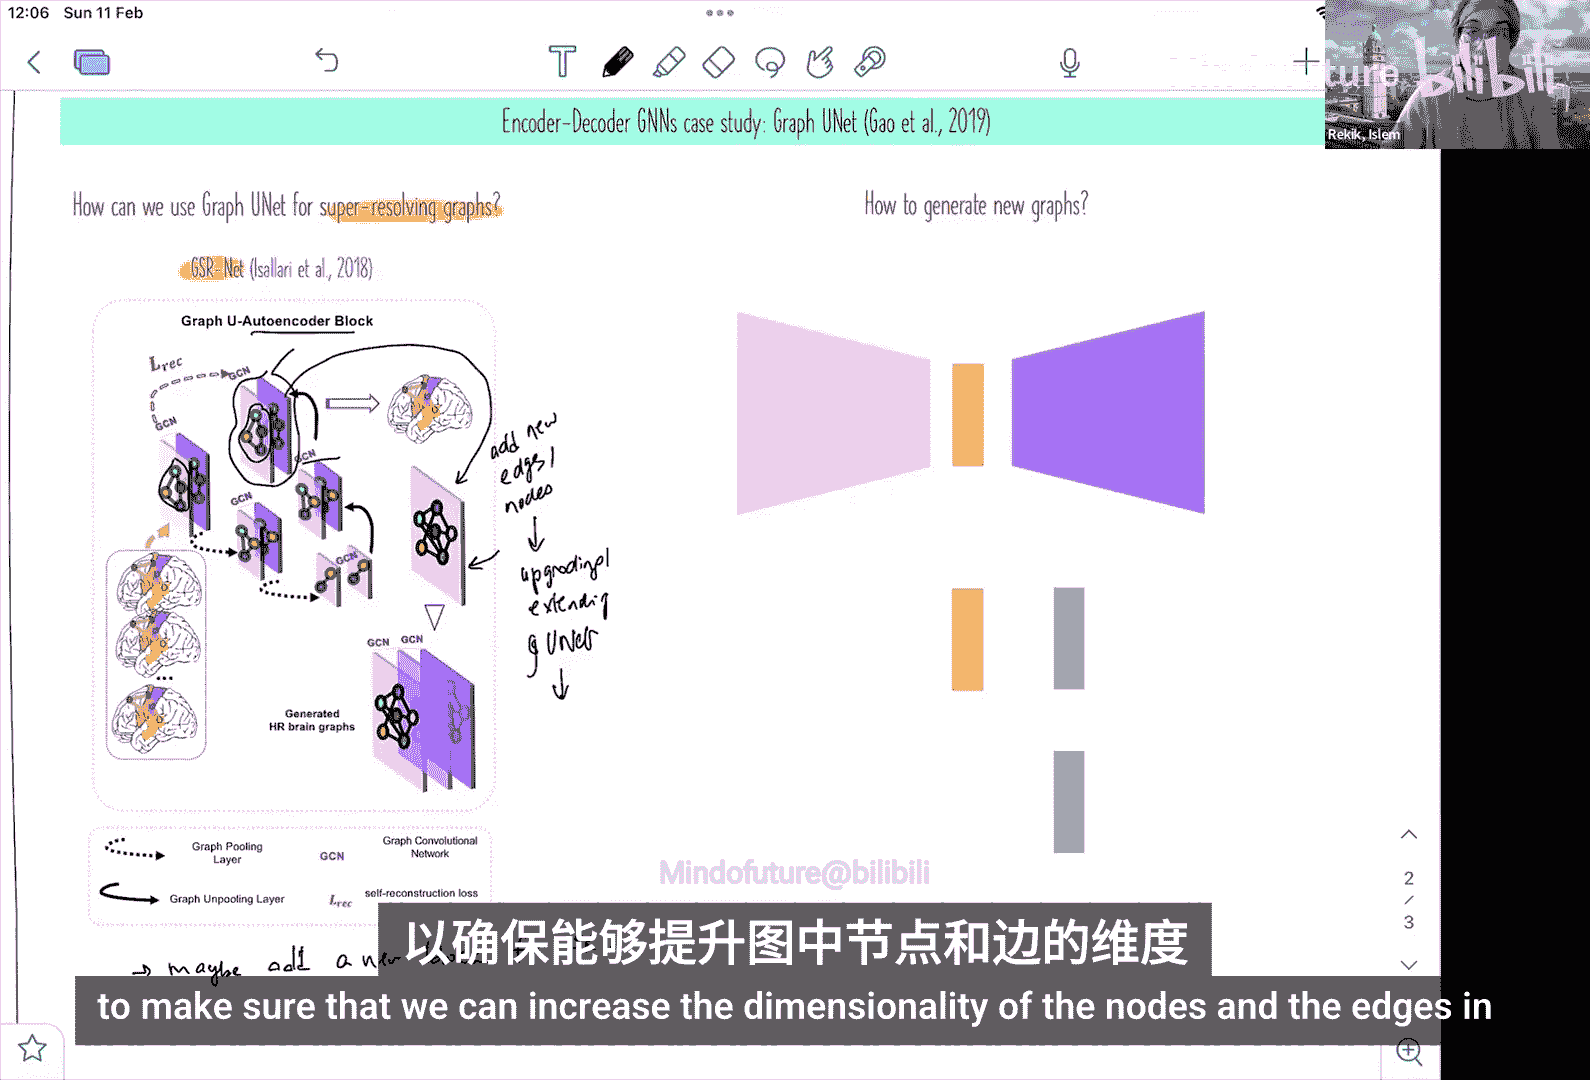 12:06 Sun 11 Feb
ture
bilibili
Rekik, Islem
Encoder-Decoder GNNs case study: Graph UNet (Gao et al., 2019)
How can we use Graph UNet for super-resolving graphs?
GSR-Net (Isallari et al., 2018)
Graph U-Autoencoder Block
Lrec
GCN
GCN
GCN
GCN
GCN
add new
edges/
nodes
upgrading/
extending
g UNets
GCN GCN
Generated
HR brain graphs
...
Graph Pooling
Layer
GCN
Graph Convolutional
Network
Graph Unpooling Layer
Lrec
self-reconstruction loss
→ maybe add a new
How to generate new graphs?
2
/
3
Mindofuture@bilibili
以确保能够提升图中节点和边的维度
to make sure that we can increase the dimensionality of the nodes and the edges in